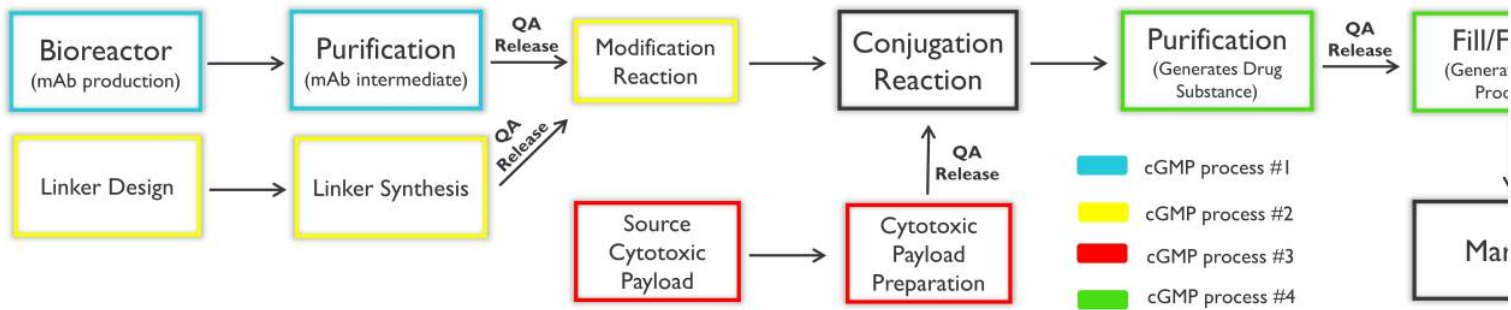 Bioreactor
(mAb production)
Purification
(mAb intermediate)
QA
Release
Modification
Reaction
Conjugation
Reaction
Purification
(Generates Drug
Substance)
QA
Release
Linker Design
Linker Synthesis
QA
Release
Source
Cytotoxic
Payload
Cytotoxic
Payload
Preparation
QA
Release
cGMP process #1
cGMP process #2
cGMP process #3
cGMP process #4